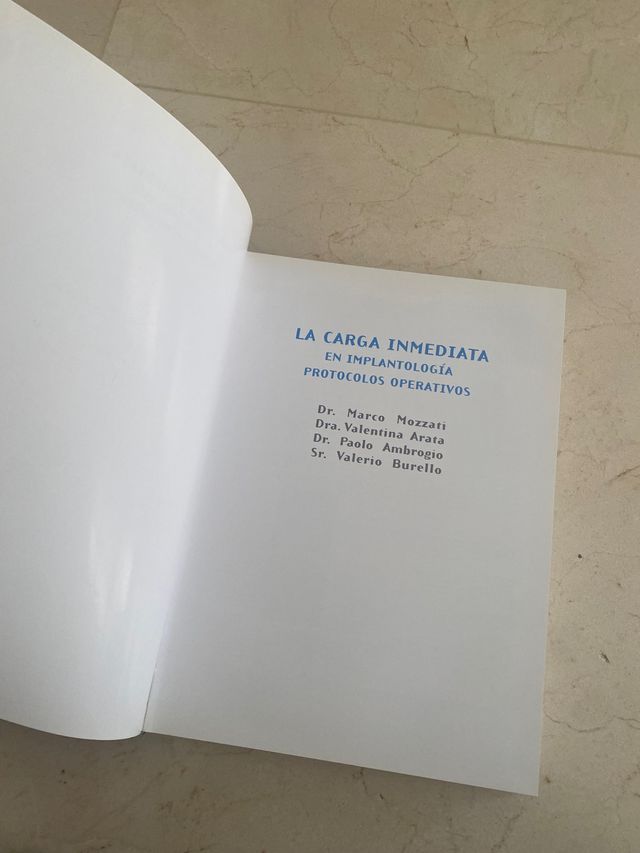 LA CARGA INMEDIATA
EN IMPLANTOLOGÍA
PROTOCOLOS OPERATIVOS
Dr. Marco Mozzati
Dra. Valentina Arata
Dr. Paolo Ambrogio
Sr. Valerio Burello